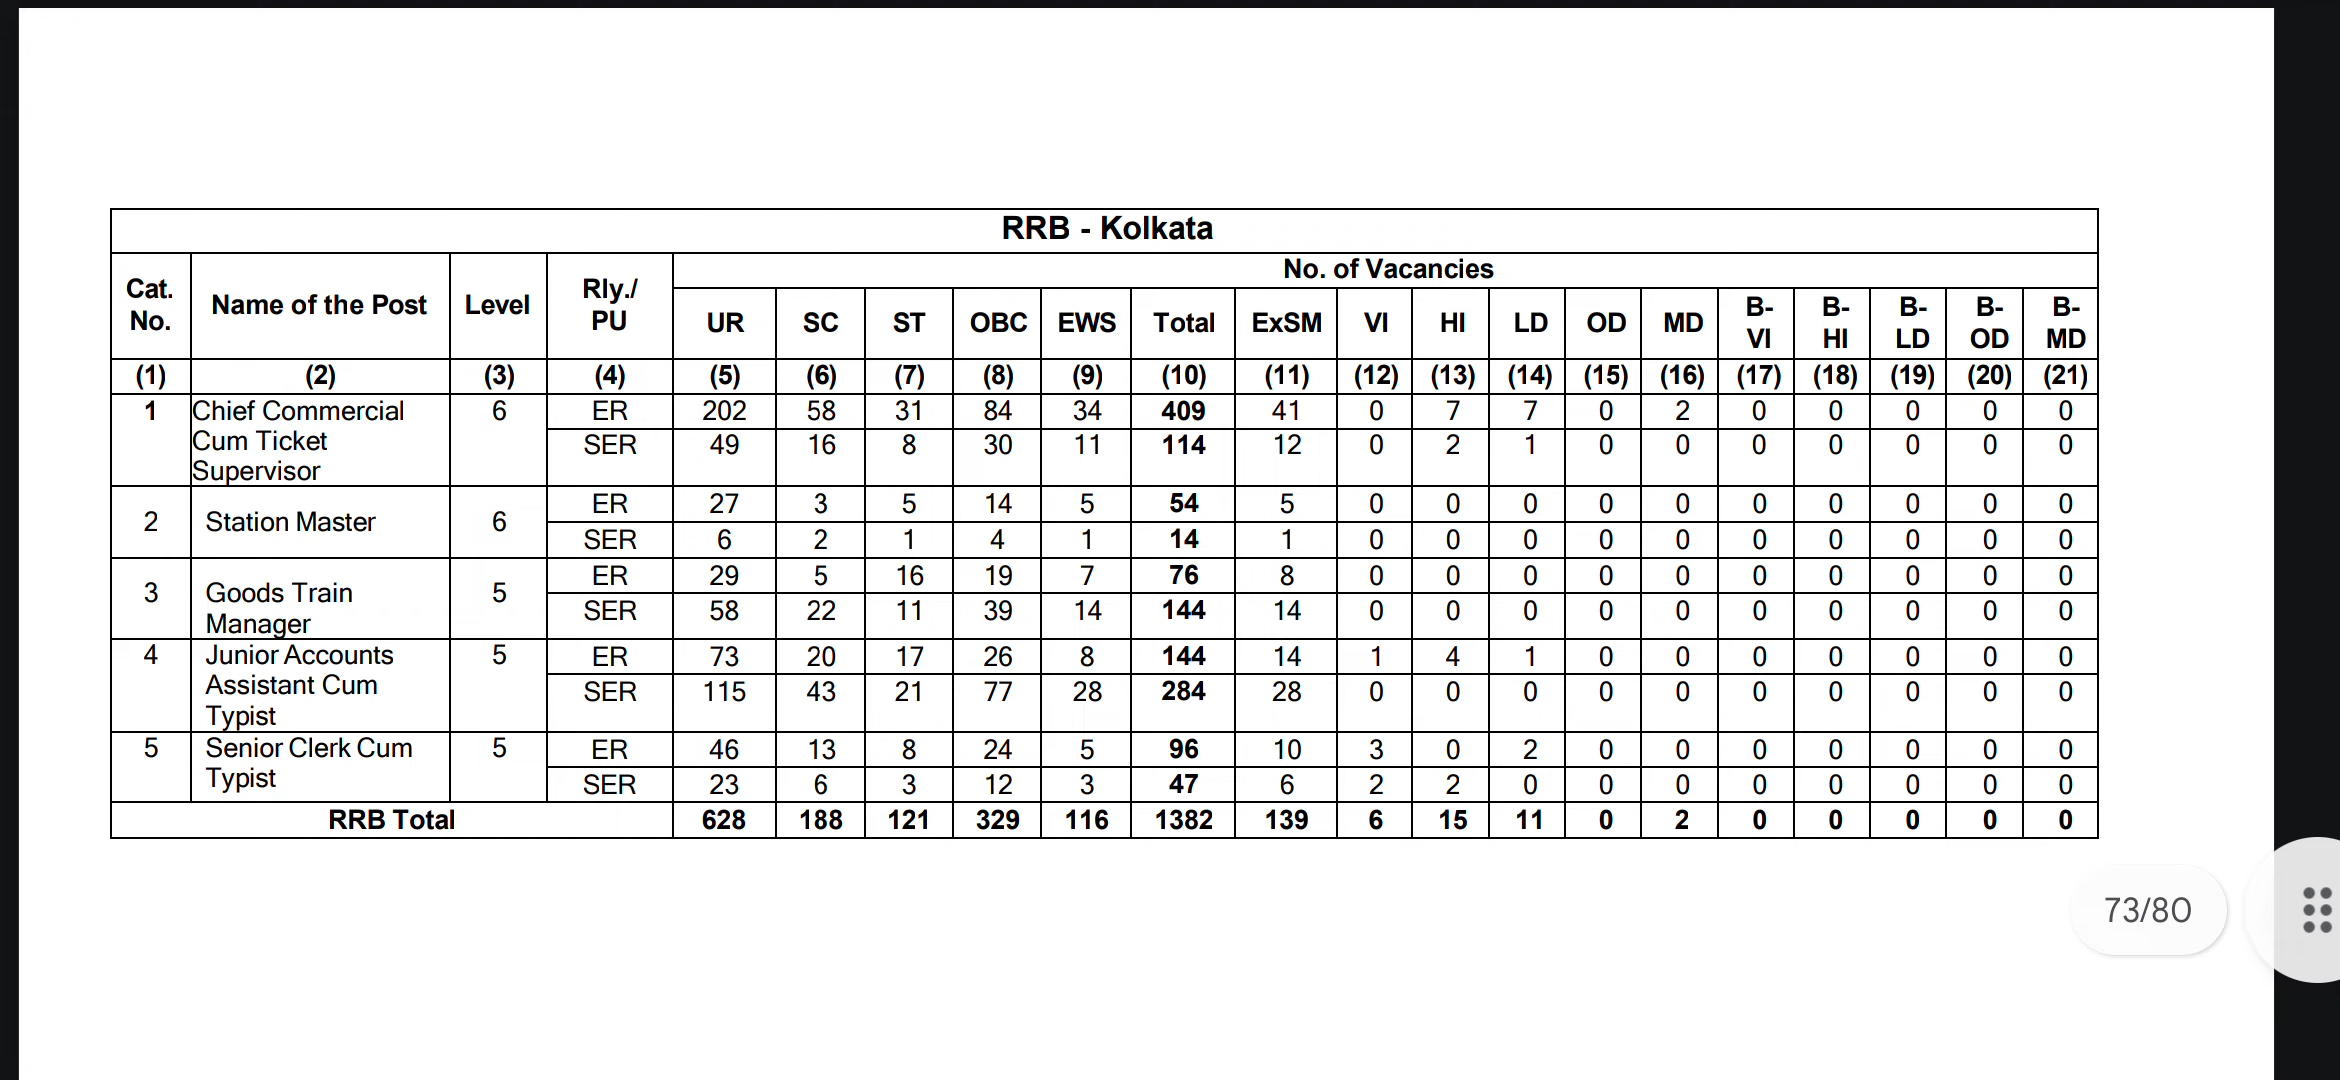 RRB - Kolkata
Cat. No. Name of the Post Level Rly./ PU No. of Vacancies
UR SC ST OBC EWS Total ExSM VI HI LD OD MD B-VI B-HI B-LD B-OD B-MD
(1) (2) (3) (4) (5) (6) (7) (8) (9) (10) (11) (12) (13) (14) (15) (16) (17) (18) (19) (20) (21)
1 Chief Commercial 6 ER 202 58 31 84 34 409 41 0 7 7 0 2 0 0 0 0 0
Cum Ticket SER 49 16 8 30 11 114 12 0 2 1 0 0 0 0 0 0 0
Supervisor
2 Station Master 6 ER 27 3 5 14 5 54 5 0 0 0 0 0 0 0 0 0 0
SER 6 2 1 4 1 14 1 0 0 0 0 0 0 0 0 0 0
3 Goods Train 5 ER 29 5 16 19 7 76 8 0 0 0 0 0 0 0 0 0 0
Manager SER 58 22 11 39 14 144 14 0 0 0 0 0 0 0 0 0 0
4 Junior Accounts 5 ER 73 20 17 26 8 144 14 1 4 1 0 0 0 0 0 0 0
Assistant Cum SER 115 43 21 77 28 284 28 0 0 0 0 0 0 0 0 0 0
Typist
5 Senior Clerk Cum 5 ER 46 13 8 24 5 96 10 3 0 2 0 0 0 0 0 0 0
Typist SER 23 6 3 12 3 47 6 2 2 0 0 0 0 0 0 0 0
RRB Total 628 188 121 329 116 1382 139 6 15 11 0 2 0 0 0 0 0
73/80